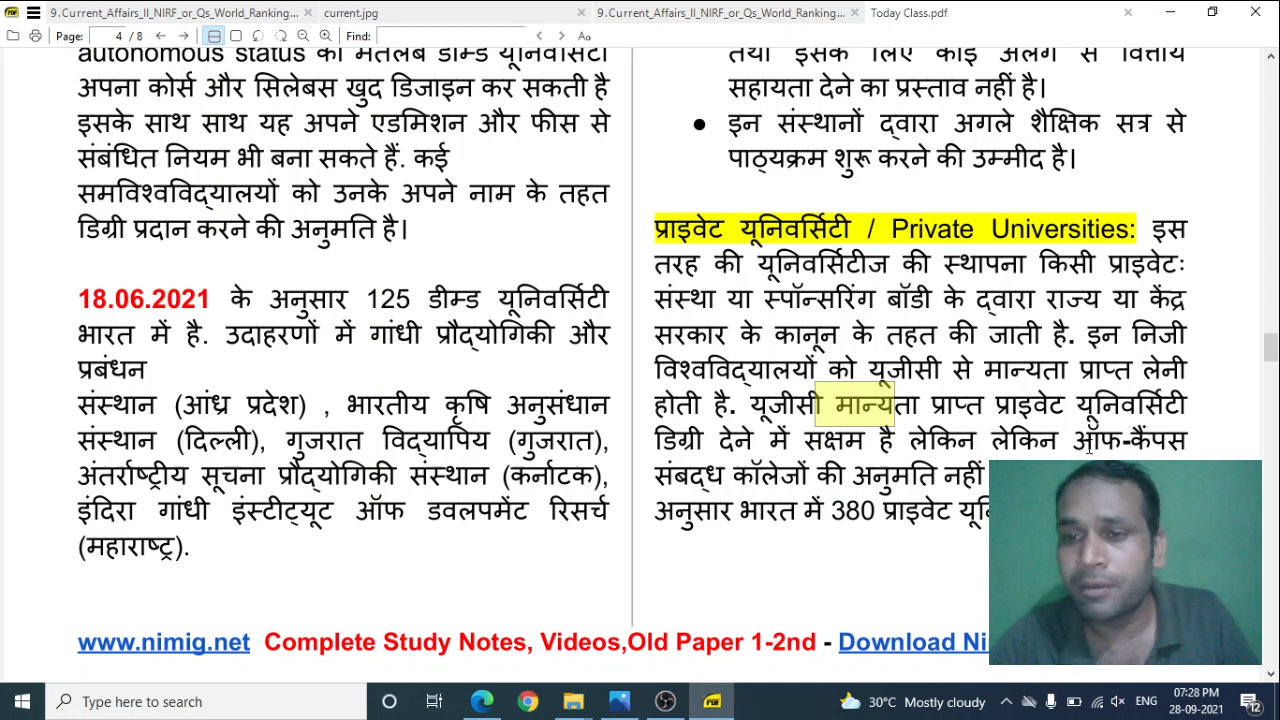 9.Current_Affairs_II_NIRF_or_Qs_World_Ranking...
current.jpg
9.Current_Affairs_II_NIRF_or_Qs_World_Ranking...
Today Class.pdf
Page: 4 / 8 Find: Aa
autonomous status का मतलब डीम्ड यूनिवर्सिटी
अपना कोर्स और सिलेबस खुद डिजाइन कर सकती है
इसके साथ साथ यह अपने एडमिशन और फीस से
संबंधित नियम भी बना सकते हैं. कई
समविश्वविद्यालयों को उनके अपने नाम के तहत
डिग्री प्रदान करने की अनुमति है।
18.06.2021 के अनुसार 125 डीम्ड यूनिवर्सिटी
भारत में है. उदाहरणों में गांधी प्रौद्योगिकी और
प्रबंधन
संस्थान (आंध्र प्रदेश) , भारतीय कृषि अनुसंधान
संस्थान (दिल्ली), गुजरात विद्यापिय (गुजरात),
अंतर्राष्ट्रीय सूचना प्रौद्योगिकी संस्थान (कर्नाटक),
इंदिरा गांधी इंस्टीट्यूट ऑफ डवलपमेंट रिसर्च
(महाराष्ट्र).
तथा इसके लिए कोई अलग से वित्तीय
सहायता देने का प्रस्ताव नहीं है।
● इन संस्थानों द्वारा अगले शैक्षिक सत्र से
पाठ्यक्रम शुरू करने की उम्मीद है।
प्राइवेट यूनिवर्सिटी / Private Universities: इस
तरह की यूनिवर्सिटीज की स्थापना किसी प्राइवेटः
संस्था या स्पॉन्सरिंग बॉडी के द्वारा राज्य या केंद्र
सरकार के कानून के तहत की जाती है. इन निजी
विश्वविद्यालयों को यूजीसी से मान्यता प्राप्त लेनी
होती है. यूजीसी मान्यता प्राप्त प्राइवेट यूनिवर्सिटी
डिग्री देने में सक्षम है लेकिन लेकिन ऑफ-कैंपस
संबद्ध कॉलेजों की अनुमति नहीं
अनुसार भारत में 380 प्राइवेट
www.nimig.net Complete Study Notes, Videos,Old Paper 1-2nd - Download
Type here to search
30°C Mostly cloudy
ENG
07:28 PM
28-09-2021
12